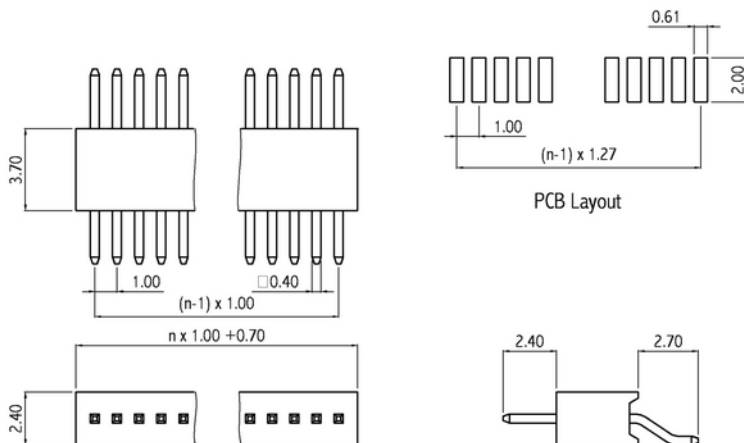 0.61
2.00
1.00
(n-1) x 1.27
PCB Layout
3.70
1.00
□0.40
(n-1) x 1.00
n x 1.00 +0.70
2.40
2.40
2.70